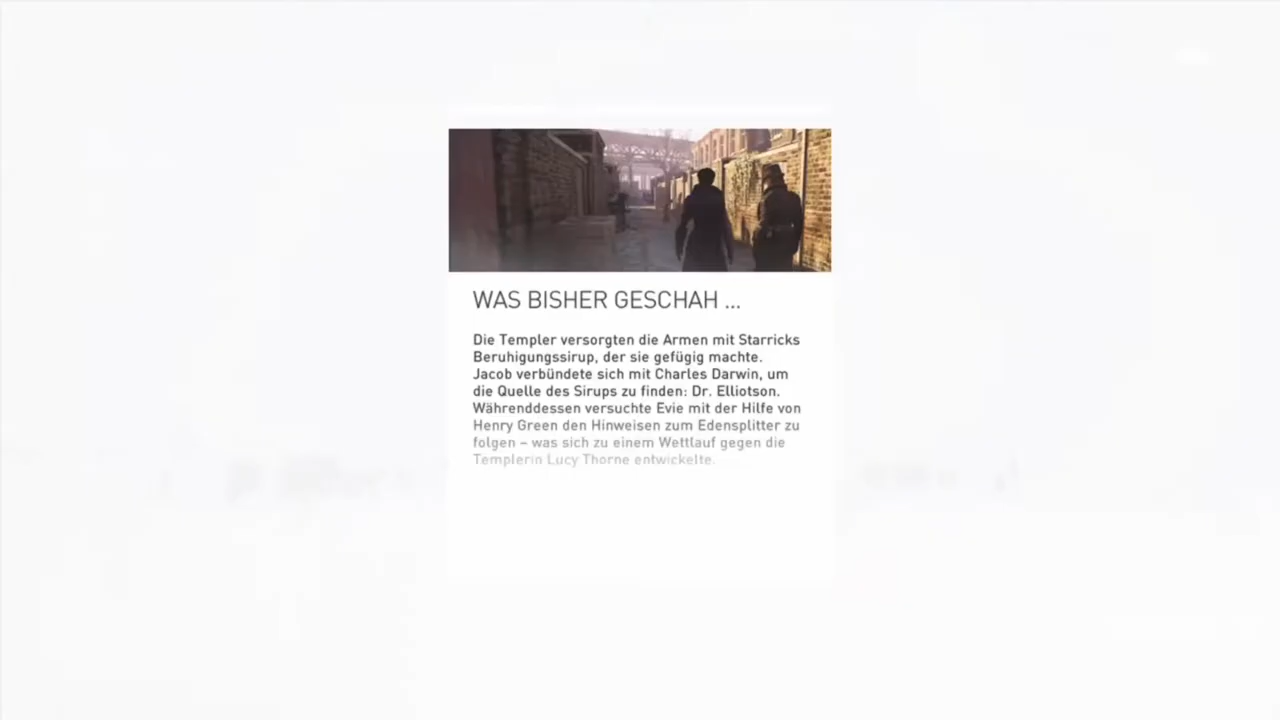 WAS BISHER GESCHAH ...
Die Templer versorgten die Armen mit Starricks
Beruhigungssirup, der sie gefügig machte.
Jacob verbündete sich mit Charles Darwin, um
die Quelle des Sirups zu finden: Dr. Elliotson.
Währenddessen versuchte Evie mit der Hilfe von
Henry Green den Hinweisen zum Edensplitter zu
folgen – was sich zu einem Wettlauf gegen die
Templerin Lucy Thorne entwickelte.